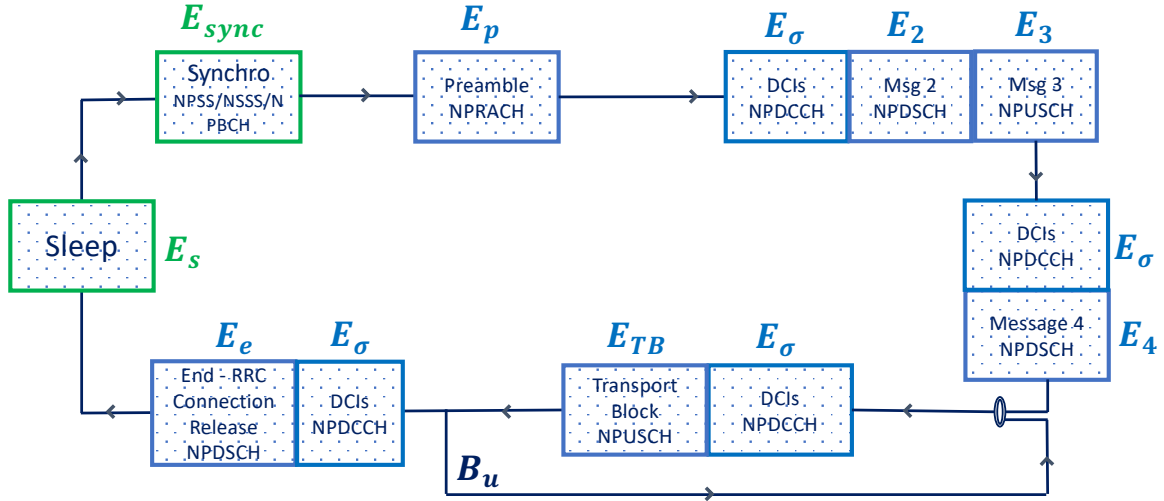 E_sync
Synchro
NPSS/NSSS/N
PBCH
E_p
Preamble
NPRACH
E_σ
DCIs
NPDCCH
E_2
Msg 2
NPDSCH
E_3
Msg 3
NPUSCH
Sleep
E_s
DCIs
NPDCCH
E_σ
Message 4
NPDSCH
E_4
E_e
End - RRC
Connection
Release
NPDSCH
E_σ
DCIs
NPDCCH
E_TB
Transport
Block
NPUSCH
E_σ
DCIs
NPDCCH
B_u